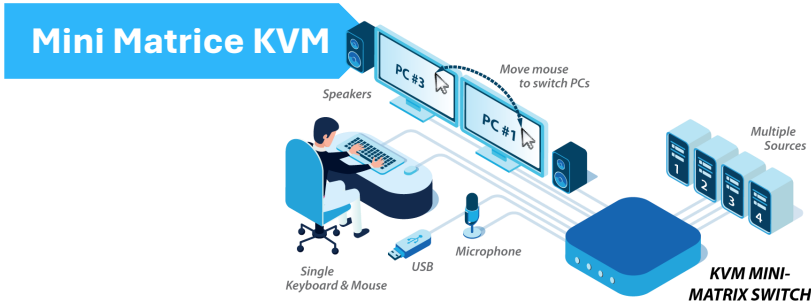 Mini Matrice KVM
Speakers
PC #3
Move mouse
to switch PCs
PC #1
Multiple
Sources
1
2
3
4
Single
Keyboard & Mouse
USB
Microphone
KVM MINI-
MATRIX SWITCH